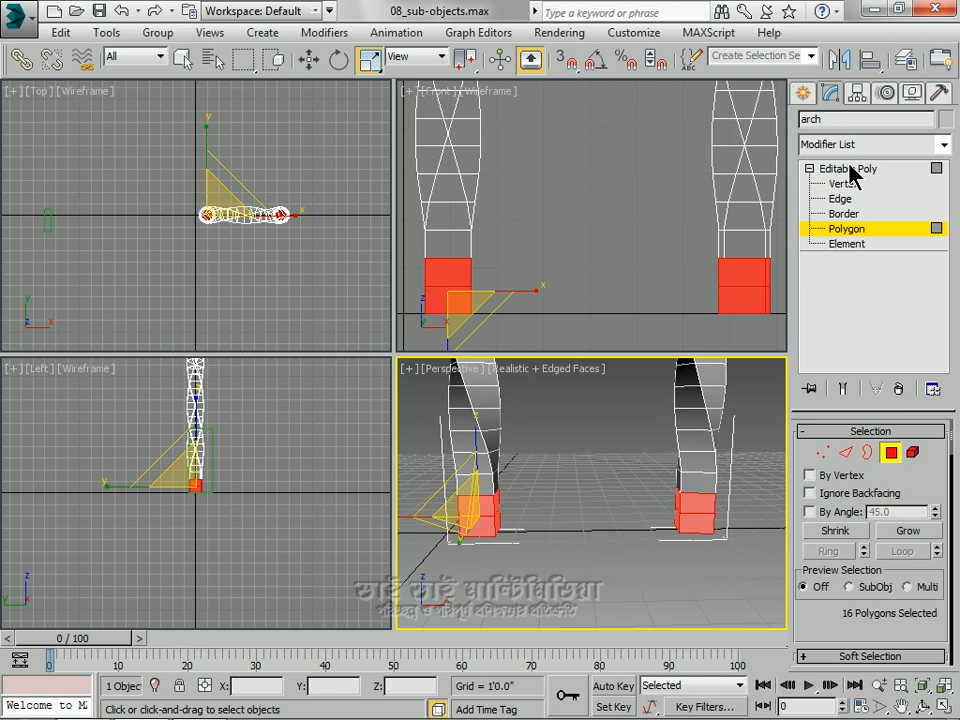 Workspace: Default
08_sub-objects.max
Type a keyword or phrase
Edit Tools Group Views Create Modifiers Animation Graph Editors Rendering Customize MAXScript Help
All
View
Create Selection Se
[+] [Top] [Wireframe]
[+] [Front] [Wireframe]
arch
Modifier List
Editable Poly
Vertex
Edge
Border
Polygon
Element
[+] [Left] [Wireframe]
[+] [Perspective] [Realistic + Edged Faces]
Selection
By Vertex
Ignore Backfacing
By Angle: 45.0
Shrink Grow
Ring Loop
Preview Selection
Off SubObj Multi
16 Polygons Selected
Soft Selection
ভাই ভাই মাল্টিমিডিয়া
0 / 100
0 10 20 30 40 50 60 70 80 90 100
1 Objec X: Y: Z: Grid = 1'0.0" Auto Key Selected
Welcome to M Click or click-and-drag to select objects Add Time Tag Set Key Key Filters... 0